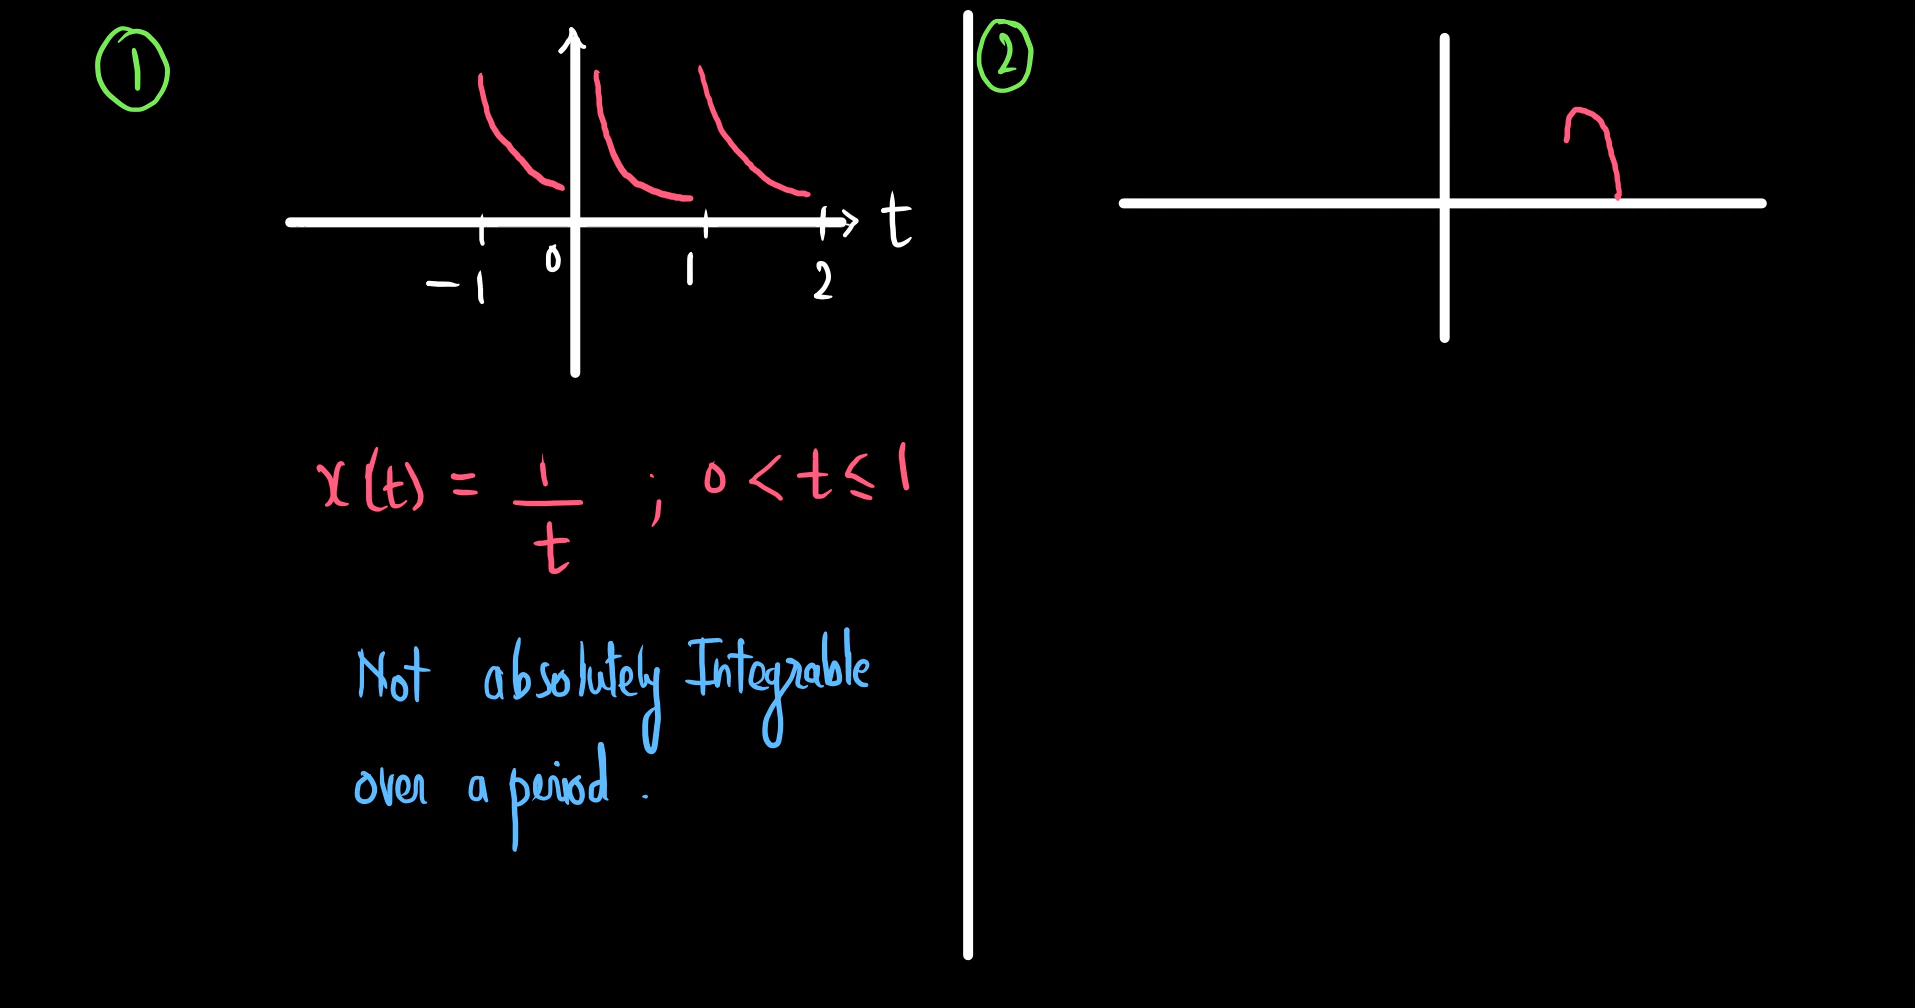 ①
-1 0 1 2 t
x(t) = 1/t ; 0 < t ≤ 1
Not absolutely Integrable
over a period .
②